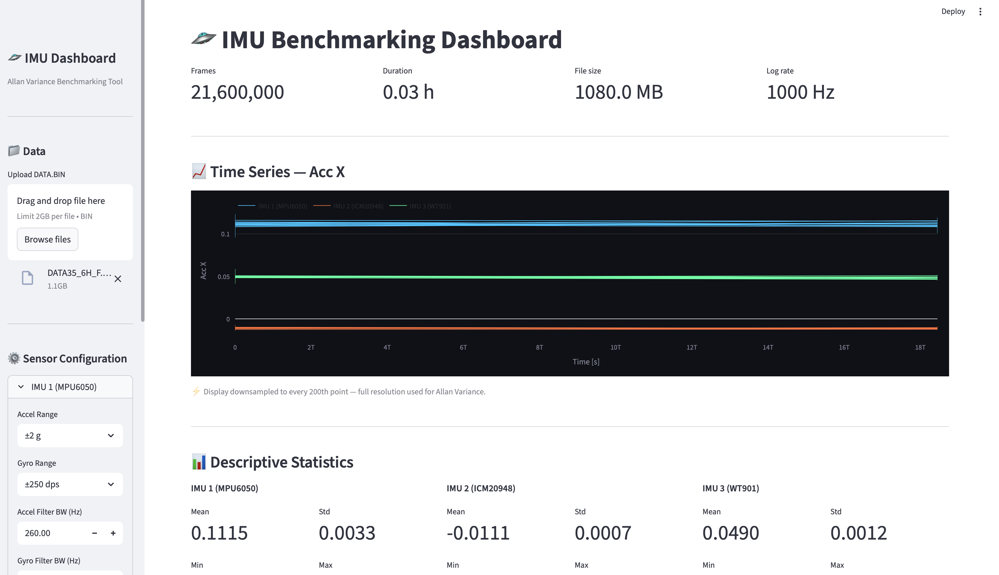 Deploy
IMU Dashboard
Allan Variance Benchmarking Tool
Data
Upload DATA.BIN
Drag and drop file here
Limit 2GB per file • BIN
Browse files
DATA35_6H_F.…
1.1GB
Sensor Configuration
IMU 1 (MPU6050)
Accel Range
±2 g
Gyro Range
±250 dps
Accel Filter BW (Hz)
260.00
Gyro Filter BW (Hz)
IMU Benchmarking Dashboard
Frames Duration File size Log rate
21,600,000 0.03 h 1080.0 MB 1000 Hz
Time Series — Acc X
IMU 1 (MPU6050) IMU 2 (ICM20948) IMU 3 (WT901)
0.1
0.05
0
Acc X
0 2T 4T 6T 8T 10T 12T 14T 16T 18T
Time [s]
Display downsampled to every 200th point — full resolution used for Allan Variance.
Descriptive Statistics
IMU 1 (MPU6050) IMU 2 (ICM20948) IMU 3 (WT901)
Mean Std Mean Std Mean Std
0.1115 0.0033 -0.0111 0.0007 0.0490 0.0012
Min Max Min Max Min Max